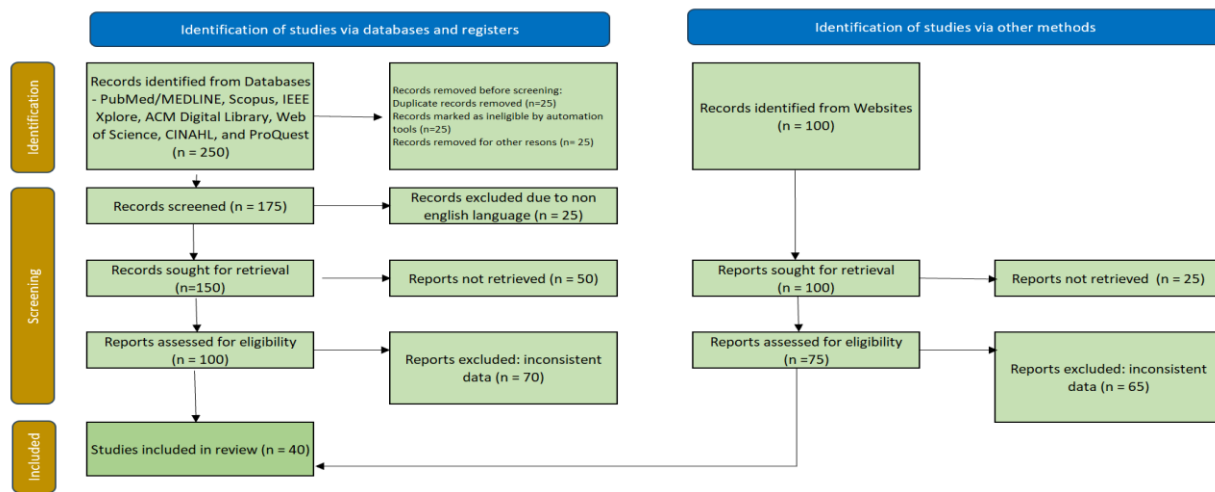 Identification of studies via databases and registers
Identification of studies via other methods
Identification
Records identified from Databases
- PubMed/MEDLINE, Scopus, IEEE
Xplore, ACM Digital Library, Web
of Science, CINAHL, and ProQuest
(n = 250)
Records removed before screening:
Duplicate records removed (n=25)
Records marked as ineligible by automation
tools (n=25)
Records removed for other resons (n= 25)
Records identified from Websites
(n = 100)
Screening
Records screened (n = 175)
Records excluded due to non
english language (n = 25)
Records sought for retrieval
(n=150)
Reports not retrieved (n = 50)
Reports sought for retrieval
(n = 100)
Reports not retrieved (n = 25)
Reports assessed for eligibility
(n = 100)
Reports excluded: inconsistent
data (n = 70)
Reports assessed for eligibility
(n =75)
Reports excluded: inconsistent
data (n = 65)
Included
Studies included in review (n = 40)